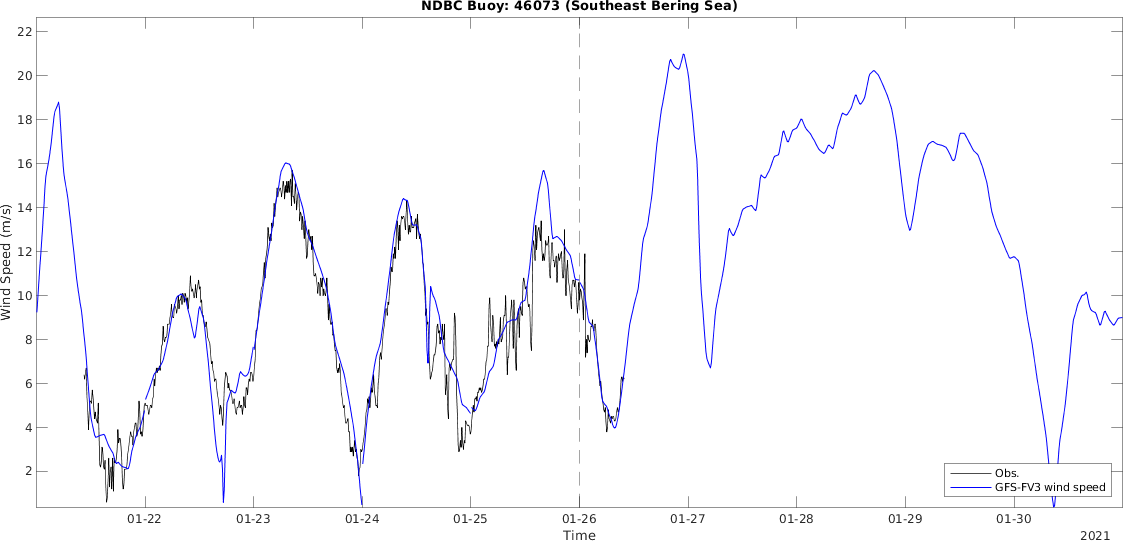 NDBC Buoy: 46073 (Southeast Bering Sea)
22
20
18
16
14
12
10
8
6
4
2
Wind Speed (m/s)
Obs.
GFS-FV3 wind speed
01-22 01-23 01-24 01-25 01-26 01-27 01-28 01-29 01-30
Time
2021